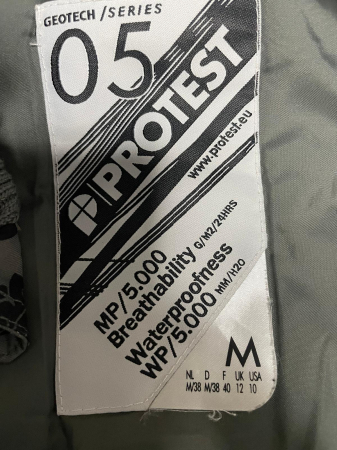 GEOTECH /SERIES
05
PROTEST
www.protest.eu
MP/5.000
Breathability G/M2/24HRS
Waterproofness
WP/5.000 MM/H2O
M
NL D F UK USA
M/38 M/38 40 12 10